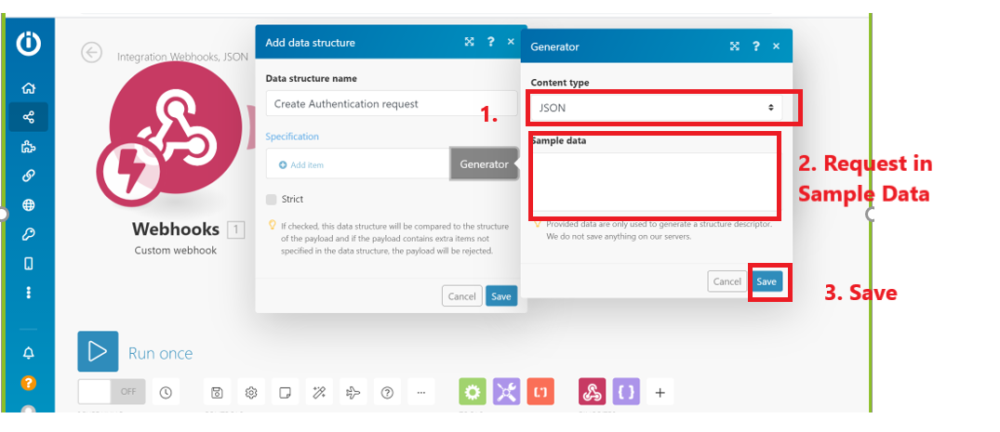 Integration Webhooks, JSON
Webhooks 1
Custom webhook
Add data structure
?
Data structure name
Create Authentication request
Specification
Add item
Generator
Strict
If checked, this data structure will be compared to the structure
of the payload and if the payload contains extra items not
specified in the data structure, the payload will be rejected.
Cancel Save
Generator
?
Content type
1.
JSON
Sample data
2. Request in
Sample Data
Provided data are only used to generate a structure descriptor.
We do not save anything on our servers.
Cancel Save
3. Save
Run once
OFF
?